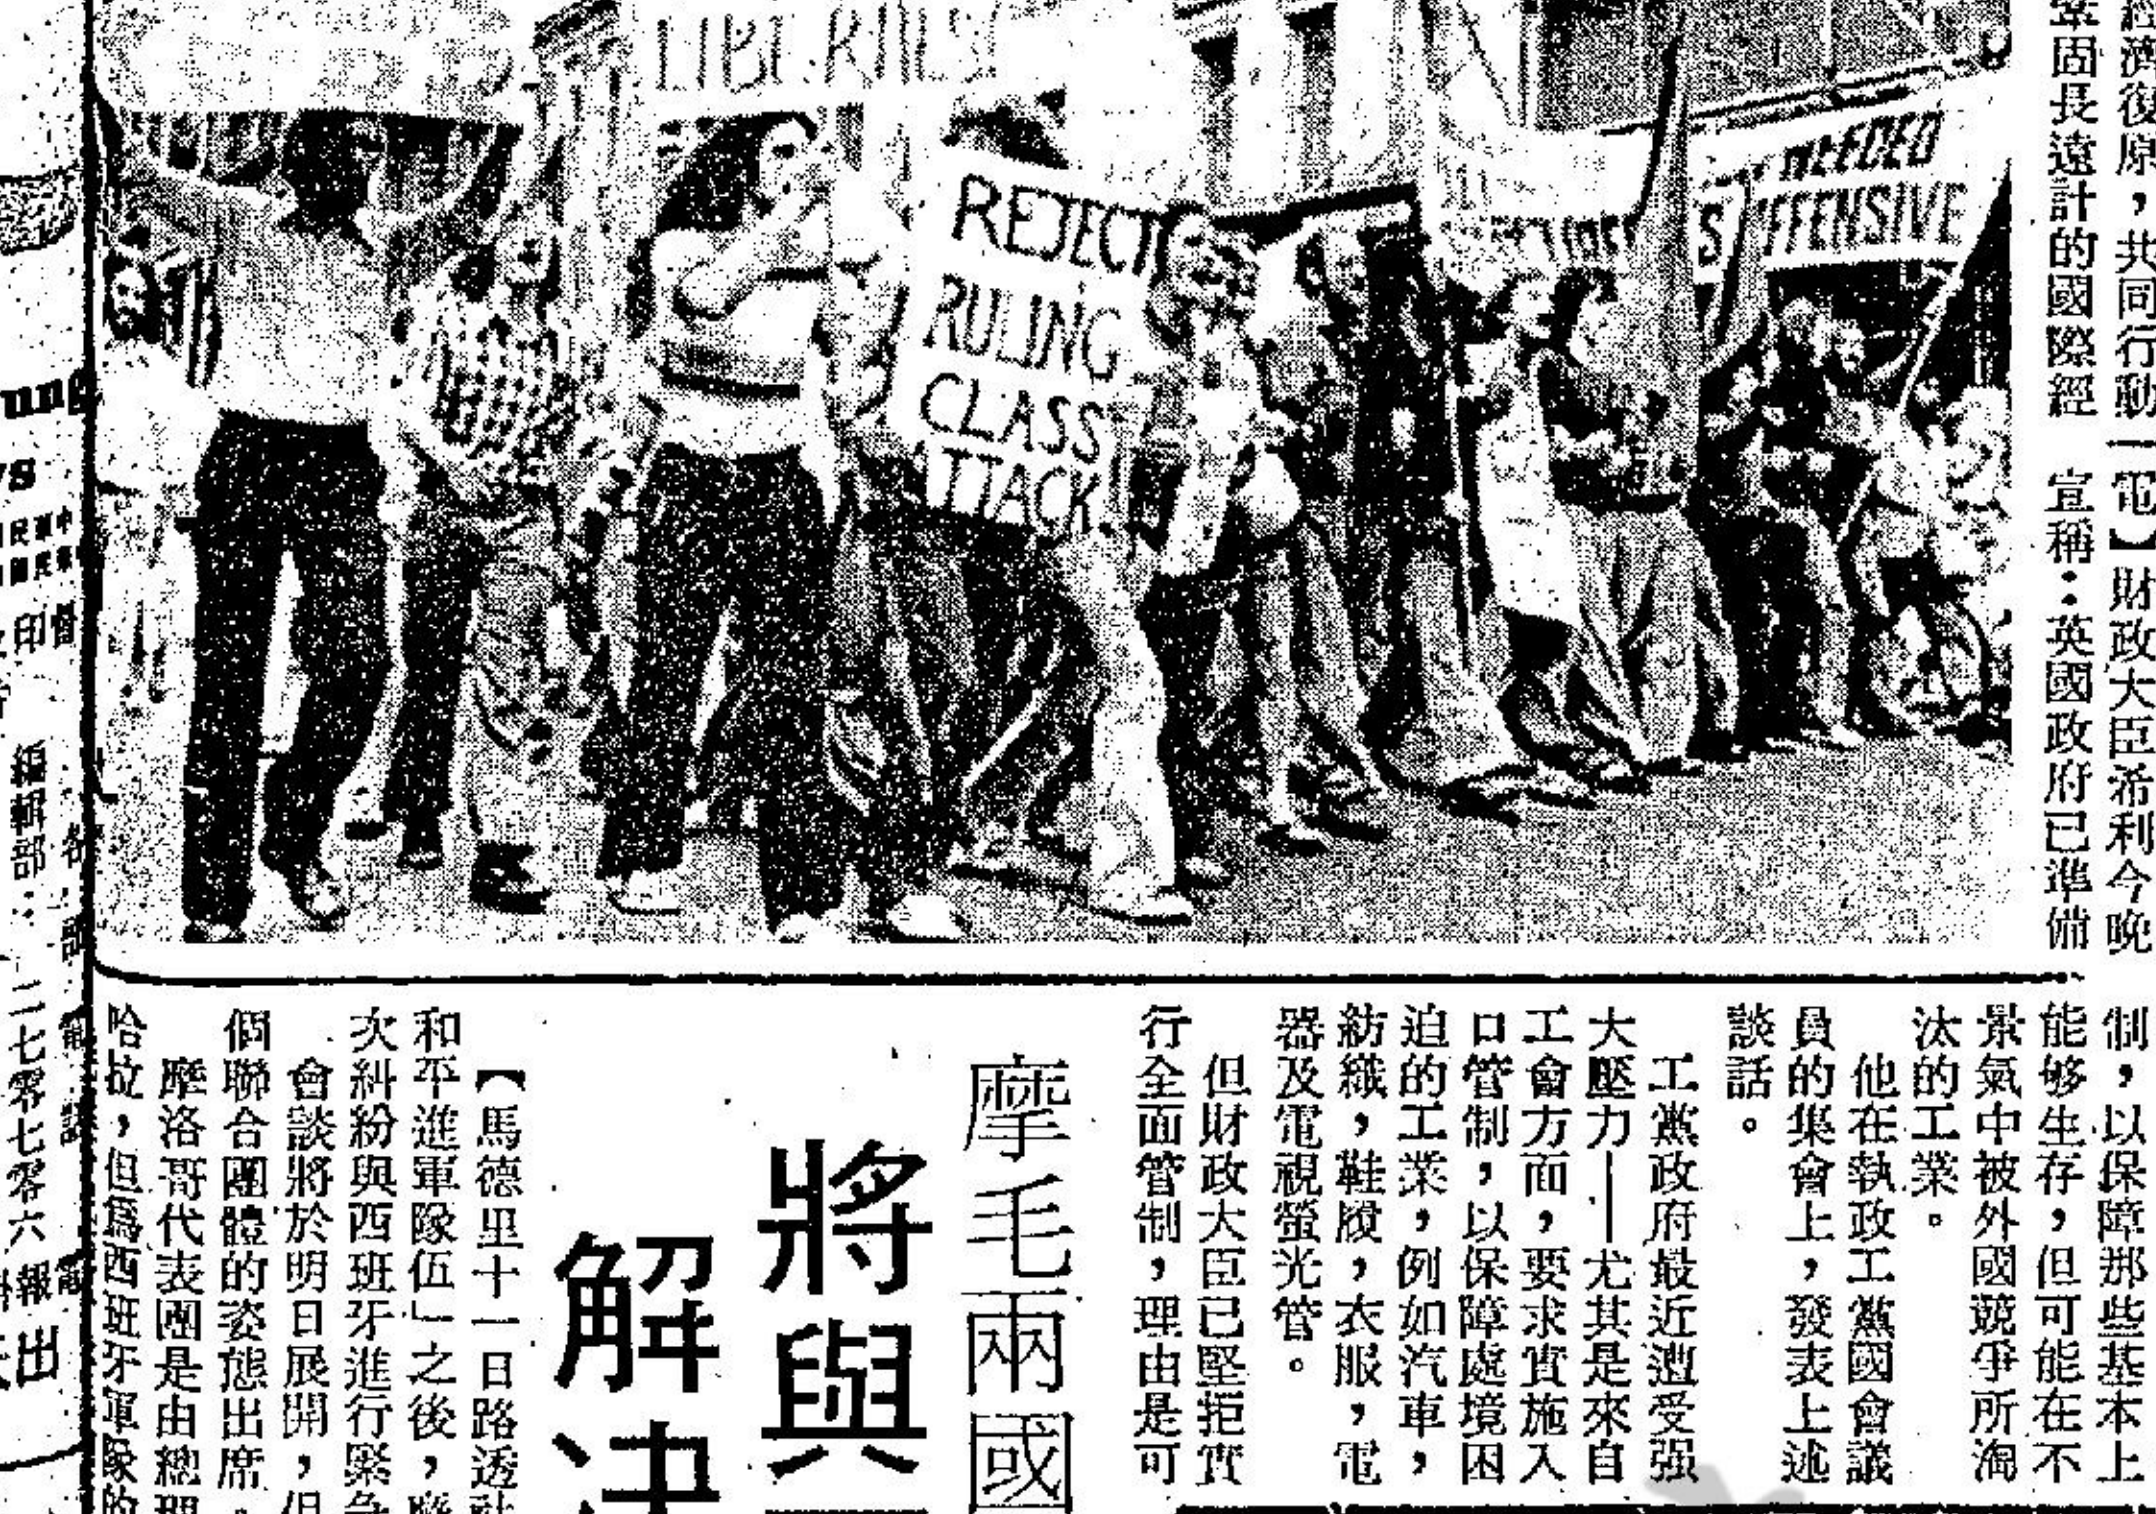 LIBERALS
REJECT
RULING
CLASS
ATTACK.
NEEDED
OFFENSIVE
經濟復原，共同行動
堅固長遠計的國際經
電】財政大臣希利今晚
宣稱：英國政府已準備
制，以保障那些基本上
能够生存，但可能在不
景氣中被外國競爭所淘
汰的工業。
他在執政工黨國會議
員的集會上，發表上述
談話。
工黨政府最近遭受强
大壓力——尤其是來自
工會方面，要求實施入
口管制，以保障處境困
迫的工業，例如汽車，
紡織，鞋履，衣服，電
器及電視螢光管。
但財政大臣已堅拒實
行全面管制，理由是可
摩毛兩國
將與
解決
【馬德里十一日路透社
和平進軍隊伍」之後，
次糾紛與西班牙進行緊急
會談將於明日展開，但
個聯合團體的姿態出席，
摩洛哥代表團是由總理
哈拉，但爲西班牙軍隊的
編輯部：二七零七零六